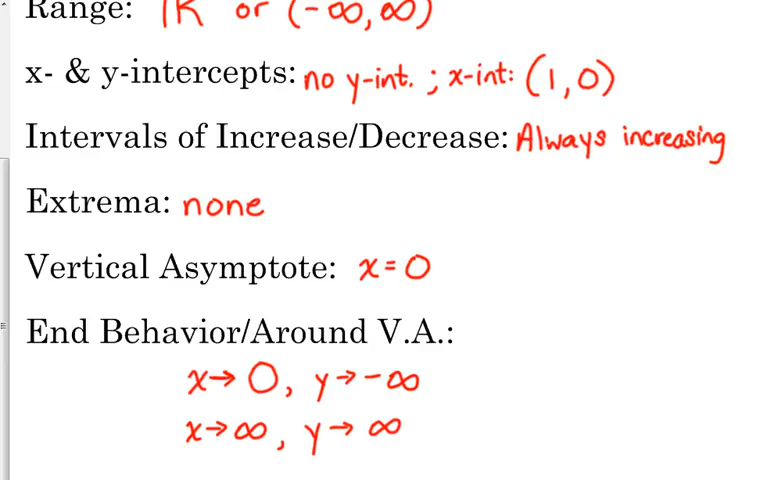 Range: ℝ or (-∞, ∞)
x- & y-intercepts: no y-int. ; x-int: (1,0)
Intervals of Increase/Decrease: Always increasing
Extrema: none
Vertical Asymptote: x=0
End Behavior/Around V.A.:
x→0, y→-∞
x→∞, y→∞